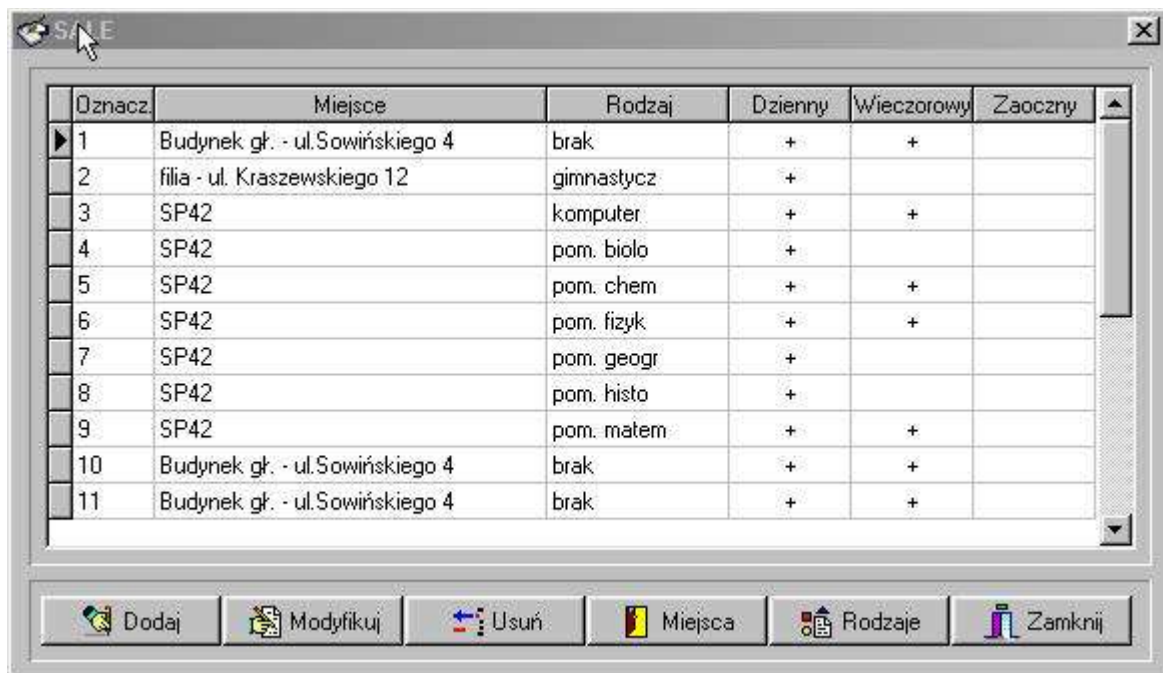 SALE
Oznacz. Miejsce Rodzaj Dzienny Wieczorowy Zaoczny
1 Budynek gł. - ul.Sowińskiego 4 brak + +
2 filia - ul. Kraszewskiego 12 gimnastycz +
3 SP42 komputer + +
4 SP42 pom. biolo +
5 SP42 pom. chem + +
6 SP42 pom. fizyk + +
7 SP42 pom. geogr +
8 SP42 pom. histo +
9 SP42 pom. matem + +
10 Budynek gł. - ul.Sowińskiego 4 brak + +
11 Budynek gł. - ul.Sowińskiego 4 brak + +
Dodaj Modyfikuj Usuń Miejsca Rodzaje Zamknij